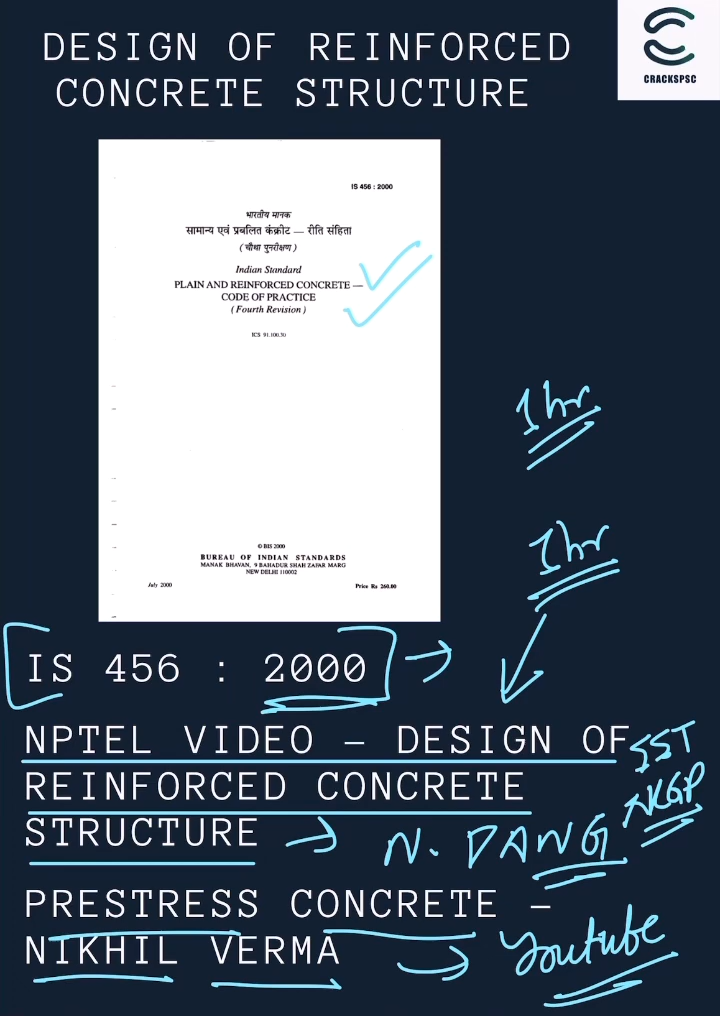 DESIGN OF REINFORCED
CONCRETE STRUCTURE
CRACKSPSC
IS 456 : 2000
भारतीय मानक
सामान्य एवं प्रबलित कंक्रीट — रीति संहिता
( चौथा पुनरीक्षण )
Indian Standard
PLAIN AND REINFORCED CONCRETE —
CODE OF PRACTICE
( Fourth Revision )
ICS 91.100.30
1hr
1hr
© BIS 2000
BUREAU OF INDIAN STANDARDS
MANAK BHAVAN, 9 BAHADUR SHAH ZAFAR MARG
NEW DELHI 110002
July 2000
Price Rs 260.00
IS 456 : 2000
NPTEL VIDEO – DESIGN OF
REINFORCED CONCRETE
STRUCTURE
N. DANG
PRESTRESS CONCRETE –
NIKHIL VERMA
Youtube